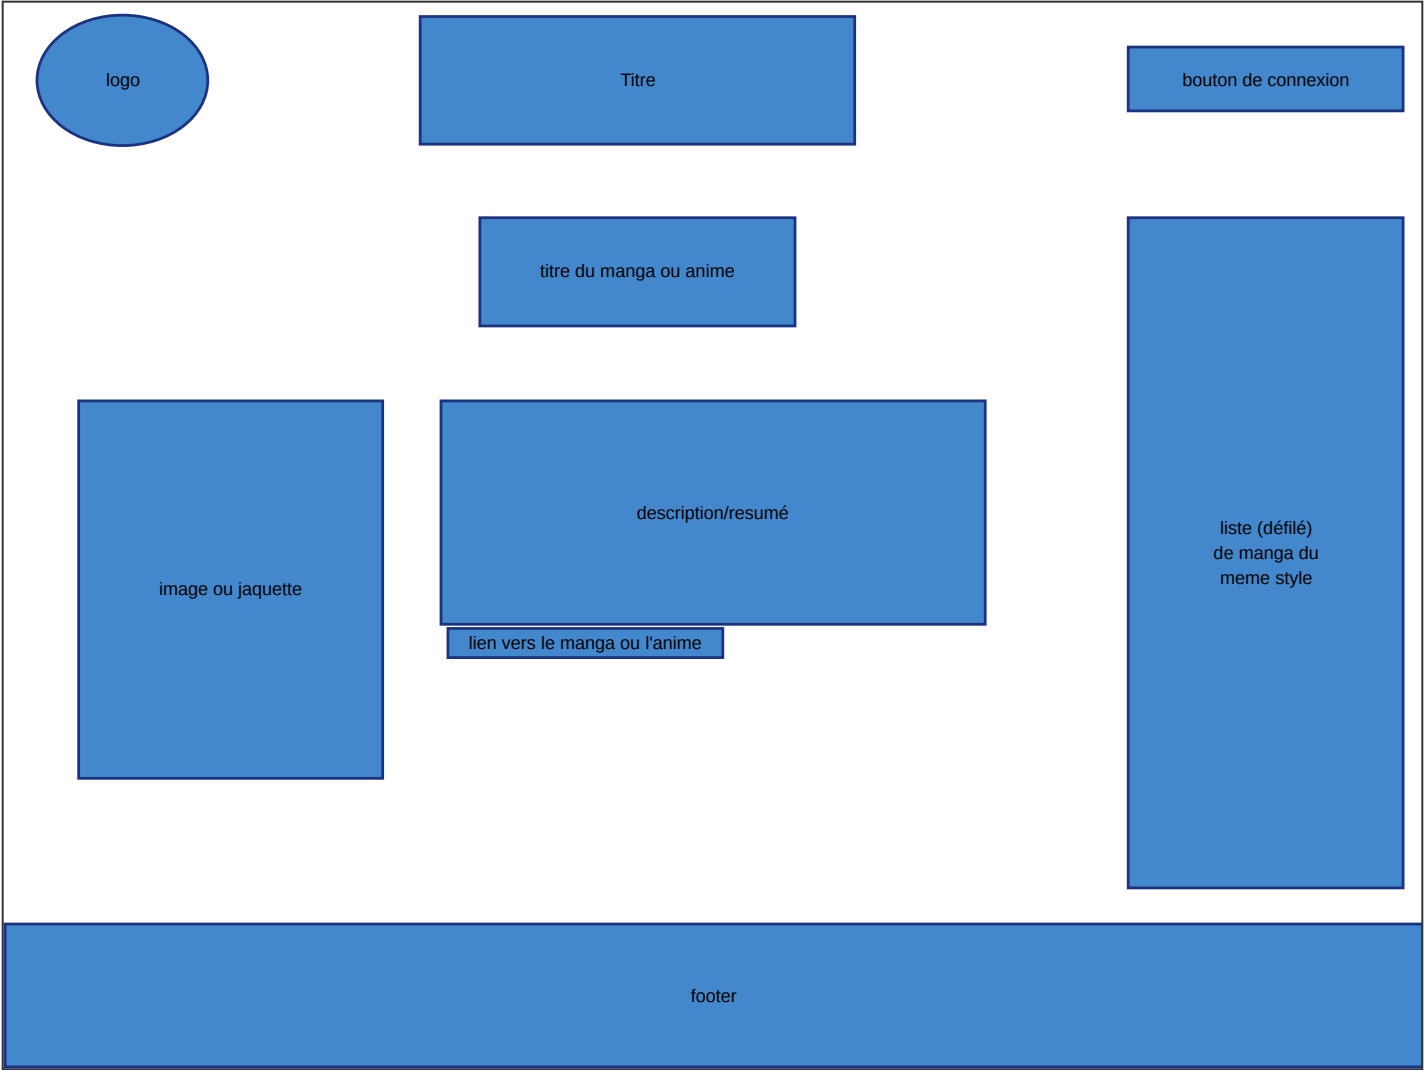 logo
Titre
bouton de connexion
titre du manga ou anime
description/resumé
image ou jaquette
lien vers le manga ou l'anime
liste (défilé)
de manga du
meme style
footer